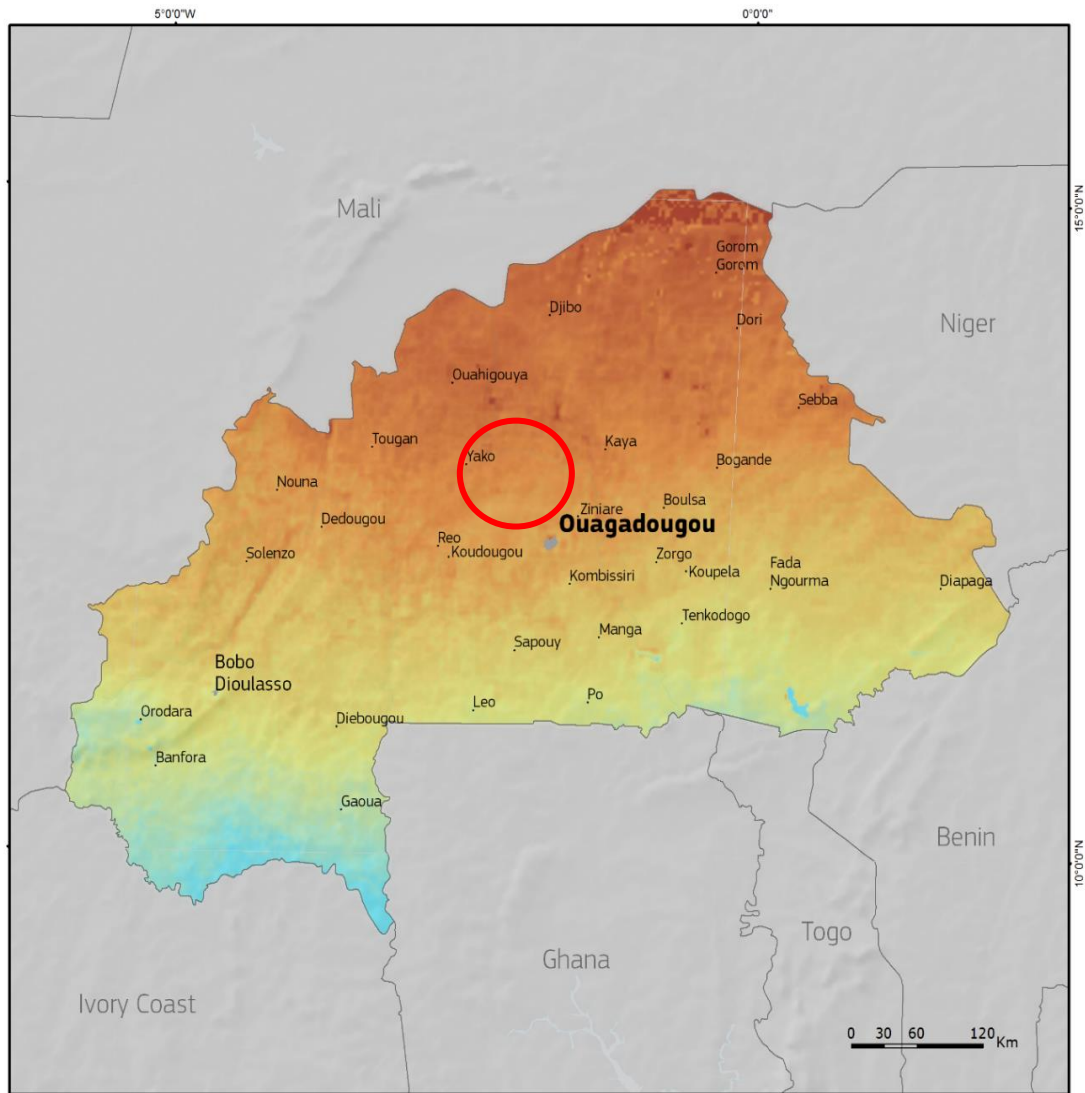 5°0'0"W
0°0'0"
15°0'0"N
Mali
Gorom
Gorom
Djibo
Dori
Niger
Ouahigouya
Sebba
Tougan
Kaya
Yako
Bogande
Nouna
Boulsa
Dedougou
Ziniare
Ouagadougou
Reo
Koudougou
Solenzo
Zorgo
Koupela
Fada
Ngourma
Kombissiri
Diapaga
Tenkodogo
Manga
Sapouy
Bobo
Dioulasso
Leo
Po
Orodara
Diebougou
Banfora
Gaoua
Benin
10°0'0"N
Togo
Ghana
Ivory Coast
0 30 60 120
Km